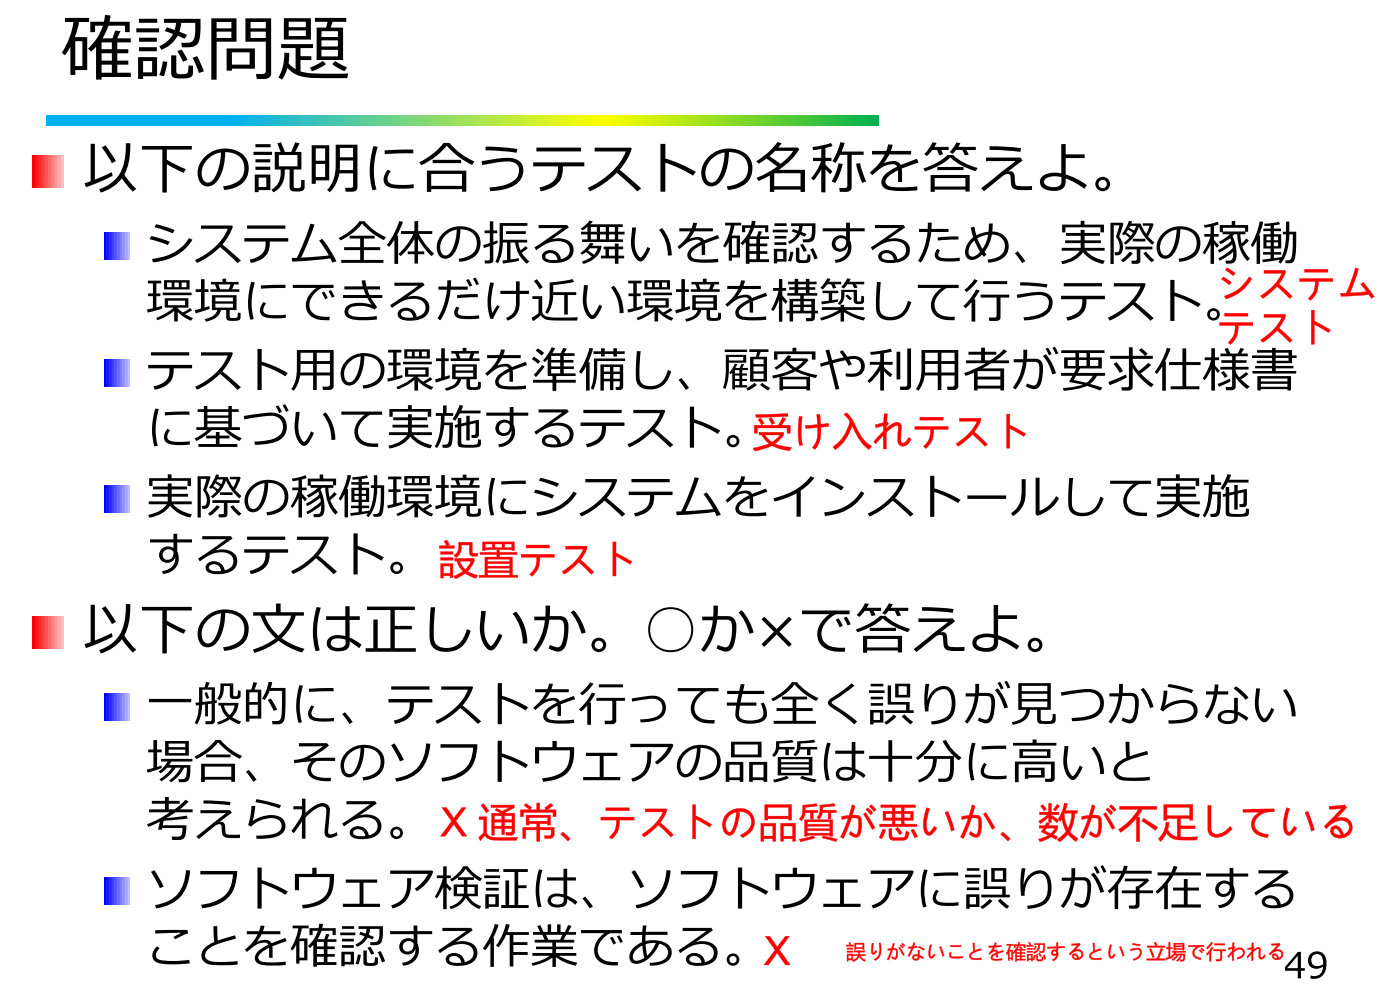 確認問題
以下の説明に合うテストの名称を答えよ。
システム全体の振る舞いを確認するため、実際の稼働
環境にできるだけ近い環境を構築して行うテスト。
システム
テスト
テスト用の環境を準備し、顧客や利用者が要求仕様書
に基づいて実施するテスト。受け入れテスト
実際の稼働環境にシステムをインストールして実施
するテスト。 設置テスト
以下の文は正しいか。○か×で答えよ。
一般的に、テストを行っても全く誤りが見つからない
場合、そのソフトウェアの品質は十分に高いと
考えられる。 X 通常、テストの品質が悪いか、数が不足している
ソフトウェア検証は、ソフトウェアに誤りが存在する
ことを確認する作業である。X 誤りがないことを確認するという立場で行われる
49